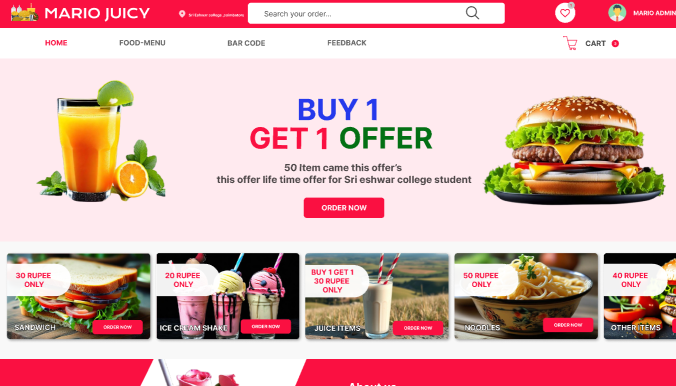 MARIO JUICY
Sri Eshwar college ,coimbatore
Search your order...
MARIO ADMIN
HOME
FOOD-MENU
BAR CODE
FEEDBACK
CART
BUY 1
GET 1 OFFER
50 Item came this offer's
this offer life time offer for Sri eshwar college student
ORDER NOW
30 RUPEE
ONLY
SANDWICH
ORDER NOW
20 RUPEE
ONLY
ICE CREAM SHAKE
ORDER NOW
BUY 1 GET 1
30 RUPEE
ONLY
JUICE ITEMS
ORDER NOW
50 RUPEE
ONLY
NOODLES
ORDER NOW
40 RUPEE
ONLY
OTHER ITEMS
ORDER NOW
About us